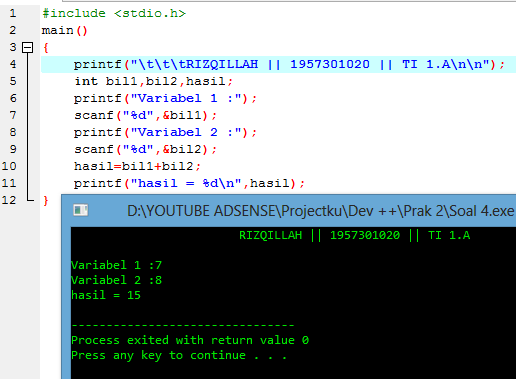 1 #include <stdio.h>
2 main()
3 {
4 printf("\t\t\tRIZQILLAH || 1957301020 || TI 1.A\n\n");
5 int bil1,bil2,hasil;
6 printf("Variabel 1 :");
7 scanf("%d",&bil1);
8 printf("Variabel 2 :");
9 scanf("%d",&bil2);
10 hasil=bil1+bil2;
11 printf("hasil = %d\n",hasil);
12 }
D:\YOUTUBE ADSENSE\Projectku\Dev ++\Prak 2\Soal 4.exe
RIZQILLAH || 1957301020 || TI 1.A
Variabel 1 :7
Variabel 2 :8
hasil = 15
--------------------------------
Process exited with return value 0
Press any key to continue . . .